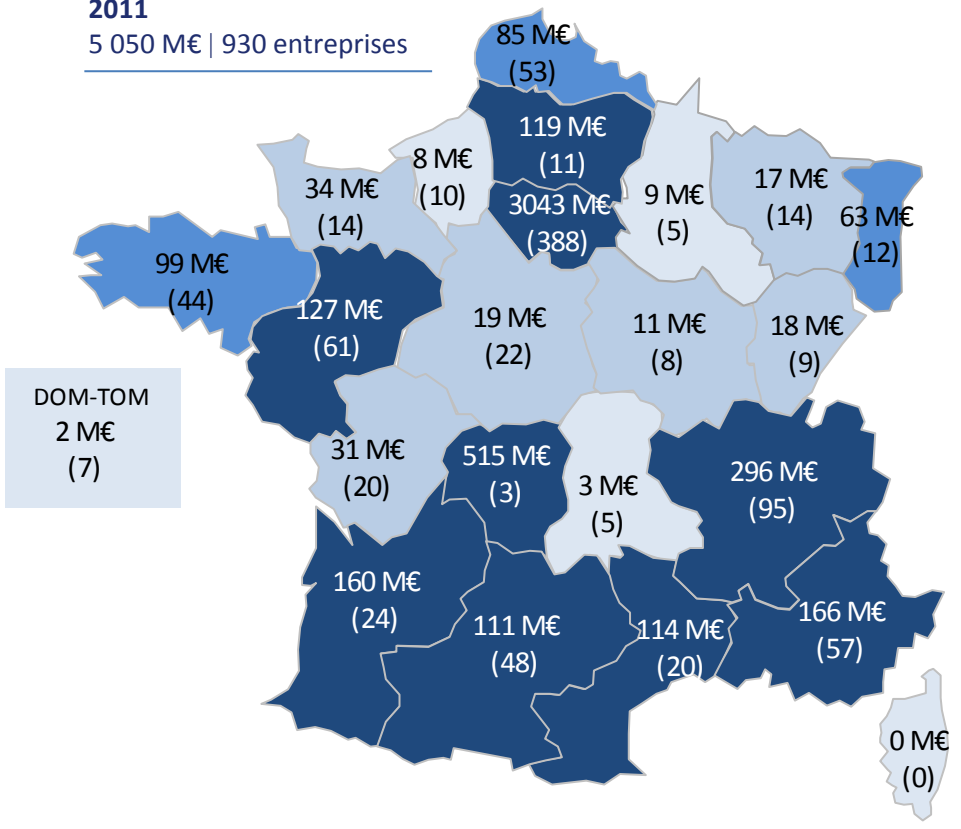 2011
5 050 M€ | 930 entreprises
85 M€
(53)
119 M€
(11)
8 M€
(10)
34 M€
(14)
3043 M€
(388)
9 M€
(5)
17 M€
(14)
63 M€
(12)
99 M€
(44)
127 M€
(61)
19 M€
(22)
11 M€
(8)
18 M€
(9)
DOM-TOM
2 M€
(7)
31 M€
(20)
515 M€
(3)
3 M€
(5)
296 M€
(95)
160 M€
(24)
111 M€
(48)
114 M€
(20)
166 M€
(57)
0 M€
(0)